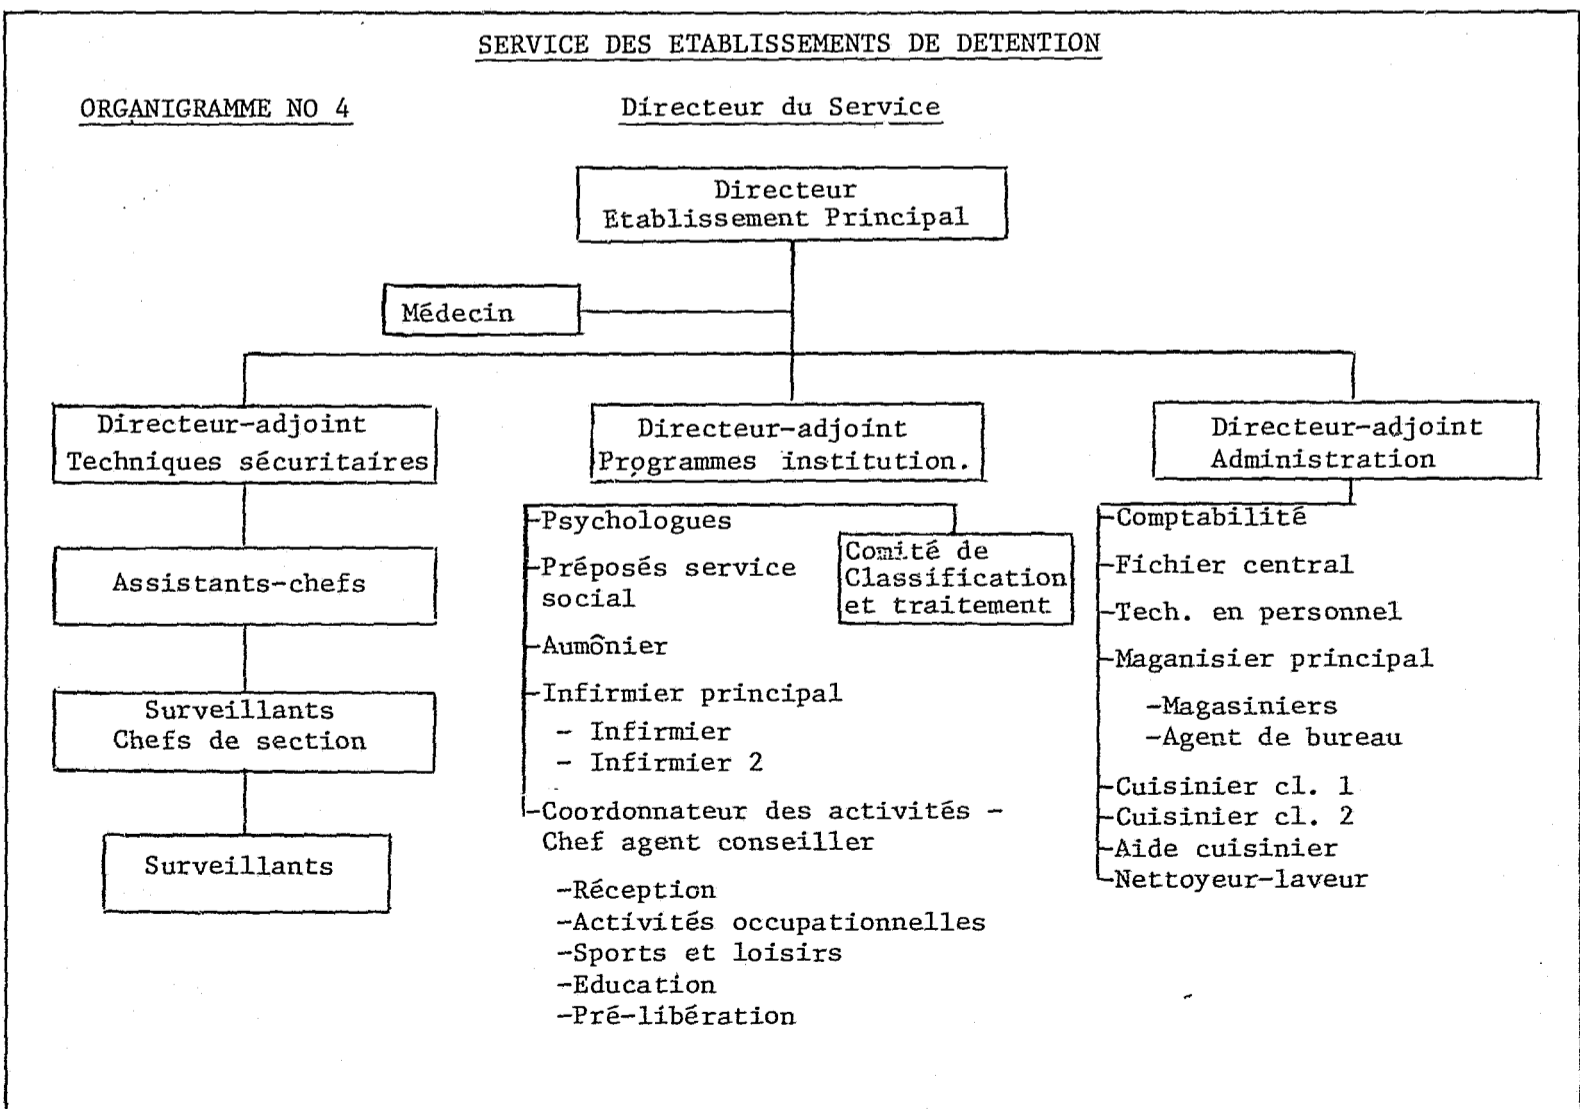 SERVICE DES ETABLISSEMENTS DE DETENTION
ORGANIGRAMME NO 4
Directeur du Service
Directeur
Etablissement Principal
Médecin
Directeur-adjoint
Techniques sécuritaires
Assistants-chefs
Surveillants
Chefs de section
Surveillants
Directeur-adjoint
Programmes institution.
-Psychologues
-Préposés service
social
-Aumônier
-Infirmier principal
- Infirmier
- Infirmier 2
-Coordonnateur des activités -
Chef agent conseiller
-Réception
-Activités occupationnelles
-Sports et loisirs
-Education
-Pré-libération
Comité de
Classification
et traitement
Directeur-adjoint
Administration
-Comptabilité
-Fichier central
-Tech. en personnel
-Maganisier principal
-Magasiniers
-Agent de bureau
-Cuisinier cl. 1
-Cuisinier cl. 2
-Aide cuisinier
-Nettoyeur-laveur